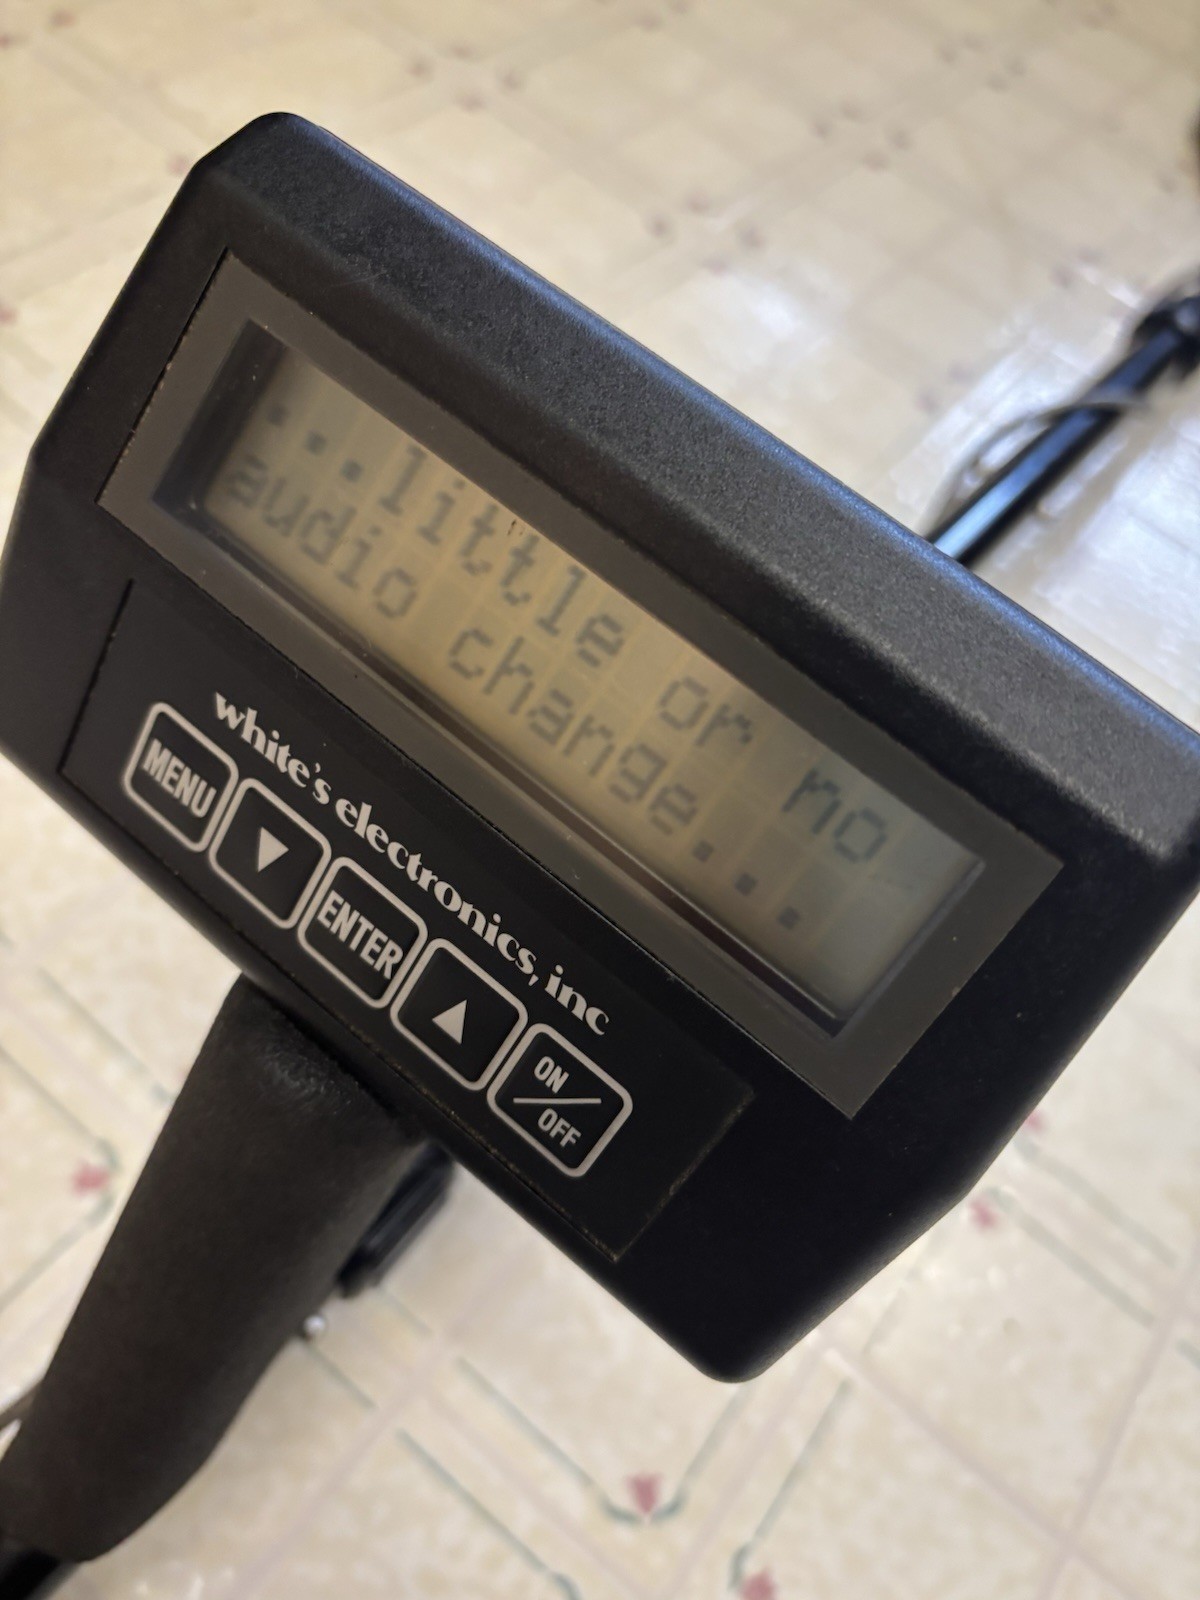 ...little or no
audio change...
white's electronics, inc
MENU
▼
ENTER
▲
ON/OFF